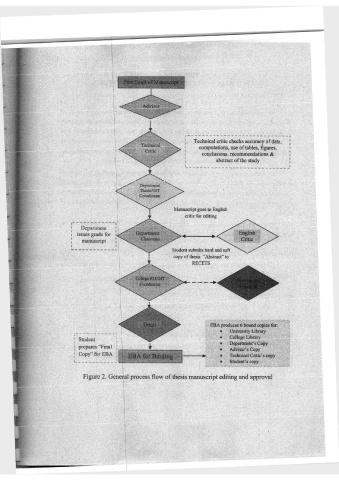 First Draft of Manuscript
Adviser
Technical
Critic
Technical critic checks accuracy of data,
computations, use of tables, figures,
conclusions, recommendations &
abstract of the study
Department
Coordinator
Manuscript goes to English
critic for editing
Department
issues grade for
manuscript
Department
Chairman
English
Critic
Student submits hard and soft
copy of thesis "Abstract" to
RECETS
College
Coordinator
Dean
Student
prepares "Final
Copy" for EBA
EBA for Binding
EBA produces 6 bound copies for:
• University Library
• College Library
• Department's Copy
• Adviser's Copy
• Technical Critic's copy
• Student's copy
Figure 2. General process flow of thesis manuscript editing and approval